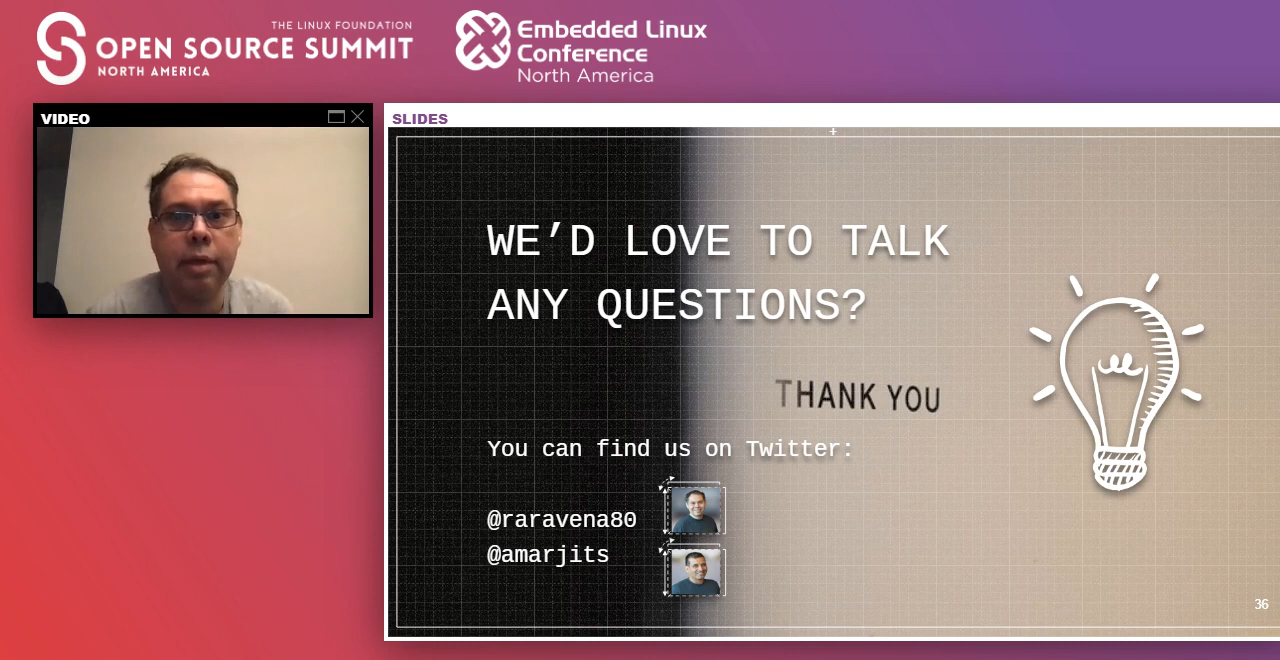 THE LINUX FOUNDATION
OPEN SOURCE SUMMIT
NORTH AMERICA
Embedded Linux
Conference
North America
VIDEO
SLIDES
WE’D LOVE TO TALK
ANY QUESTIONS?
THANK YOU
You can find us on Twitter:
@raravena80
@amarjits
36